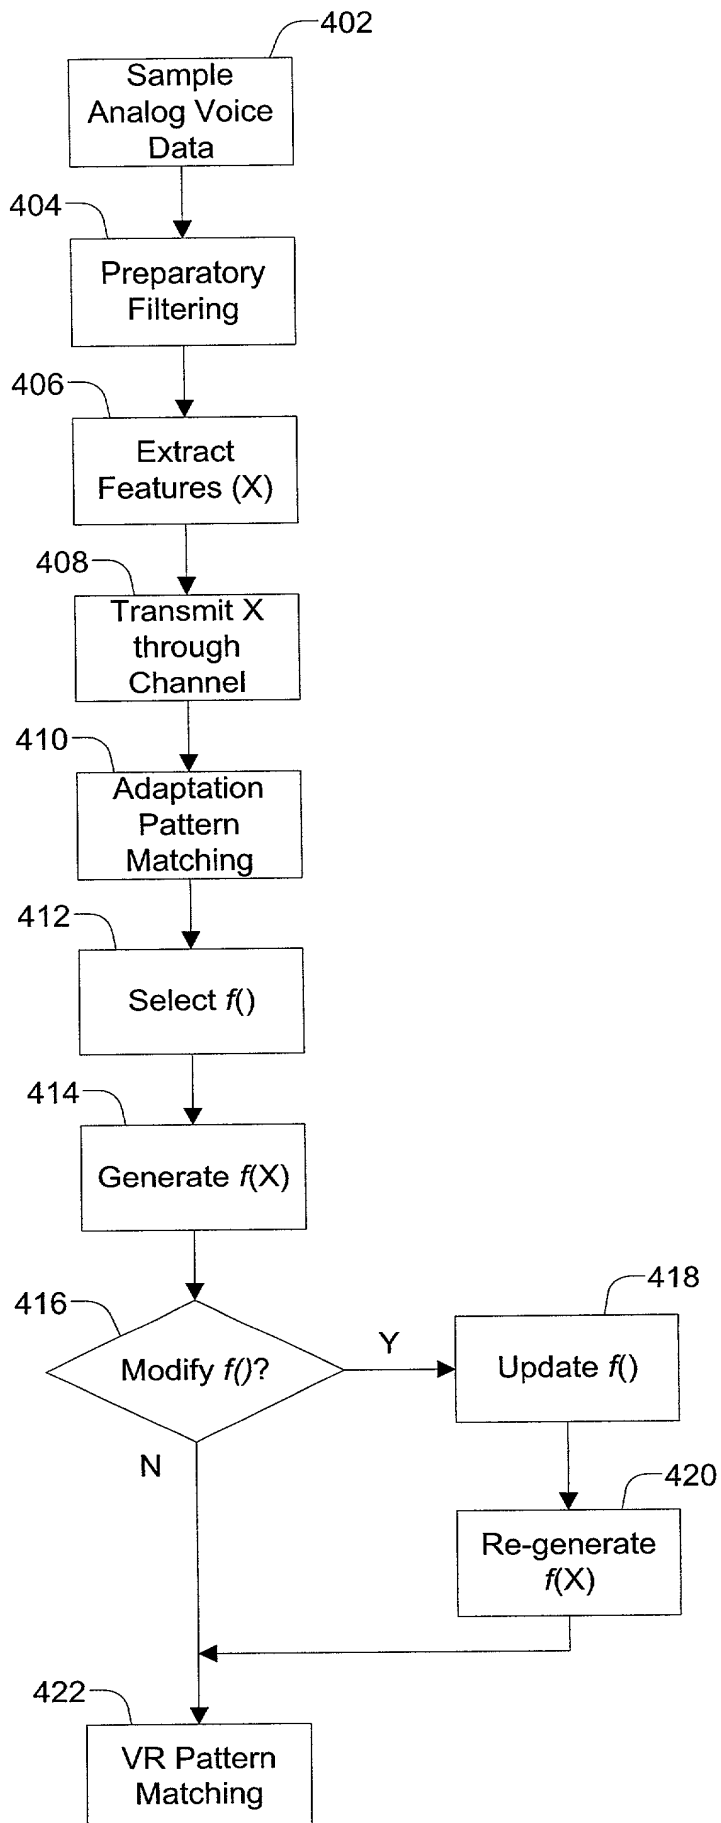 402
Sample
Analog Voice
Data
404
Preparatory
Filtering
406
Extract
Features (X)
408
Transmit X
through
Channel
410
Adaptation
Pattern
Matching
412
Select f()
414
Generate f(X)
416
Modify f()?
Y
N
418
Update f()
420
Re-generate
f(X)
422
VR Pattern
Matching